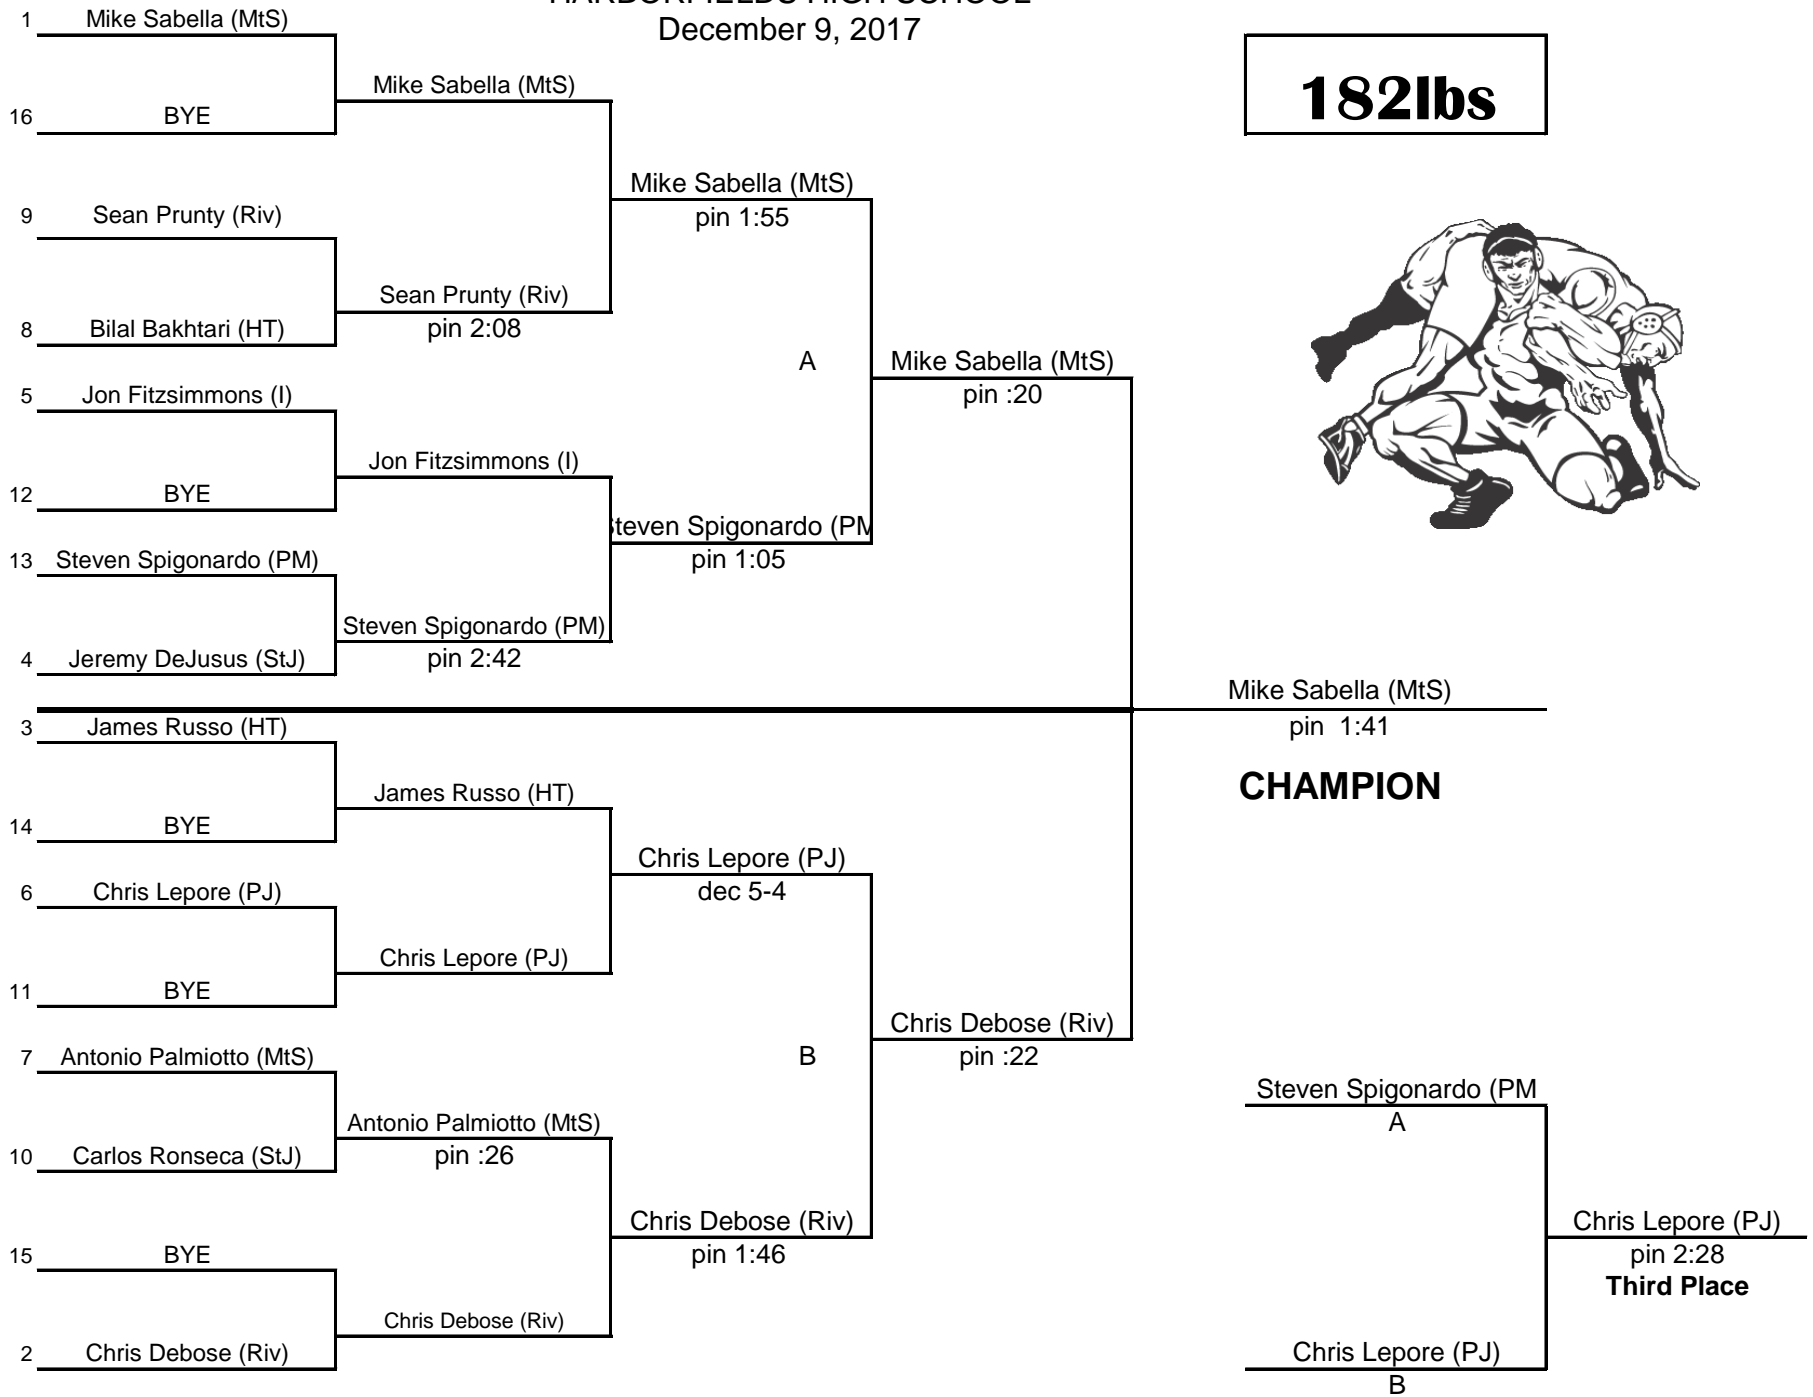 HARBORFIELDS HIGH SCHOOL
December 9, 2017
182lbs
1 Mike Sabella (MtS)
Mike Sabella (MtS)
16 BYE
Mike Sabella (MtS)
pin 1:55
9 Sean Prunty (Riv)
Sean Prunty (Riv)
pin 2:08
8 Bilal Bakhtari (HT)
A
Mike Sabella (MtS)
pin :20
5 Jon Fitzsimmons (I)
Jon Fitzsimmons (I)
12 BYE
Steven Spigonardo (PM
pin 1:05
13 Steven Spigonardo (PM)
Steven Spigonardo (PM)
pin 2:42
4 Jeremy DeJusus (StJ)
Mike Sabella (MtS)
pin 1:41
CHAMPION
3 James Russo (HT)
James Russo (HT)
14 BYE
Chris Lepore (PJ)
dec 5-4
6 Chris Lepore (PJ)
Chris Lepore (PJ)
11 BYE
B
Chris Debose (Riv)
pin :22
7 Antonio Palmiotto (MtS)
Antonio Palmiotto (MtS)
pin :26
10 Carlos Ronseca (StJ)
Chris Debose (Riv)
pin 1:46
15 BYE
Chris Debose (Riv)
2 Chris Debose (Riv)
Steven Spigonardo (PM
A
Chris Lepore (PJ)
pin 2:28
Third Place
Chris Lepore (PJ)
B